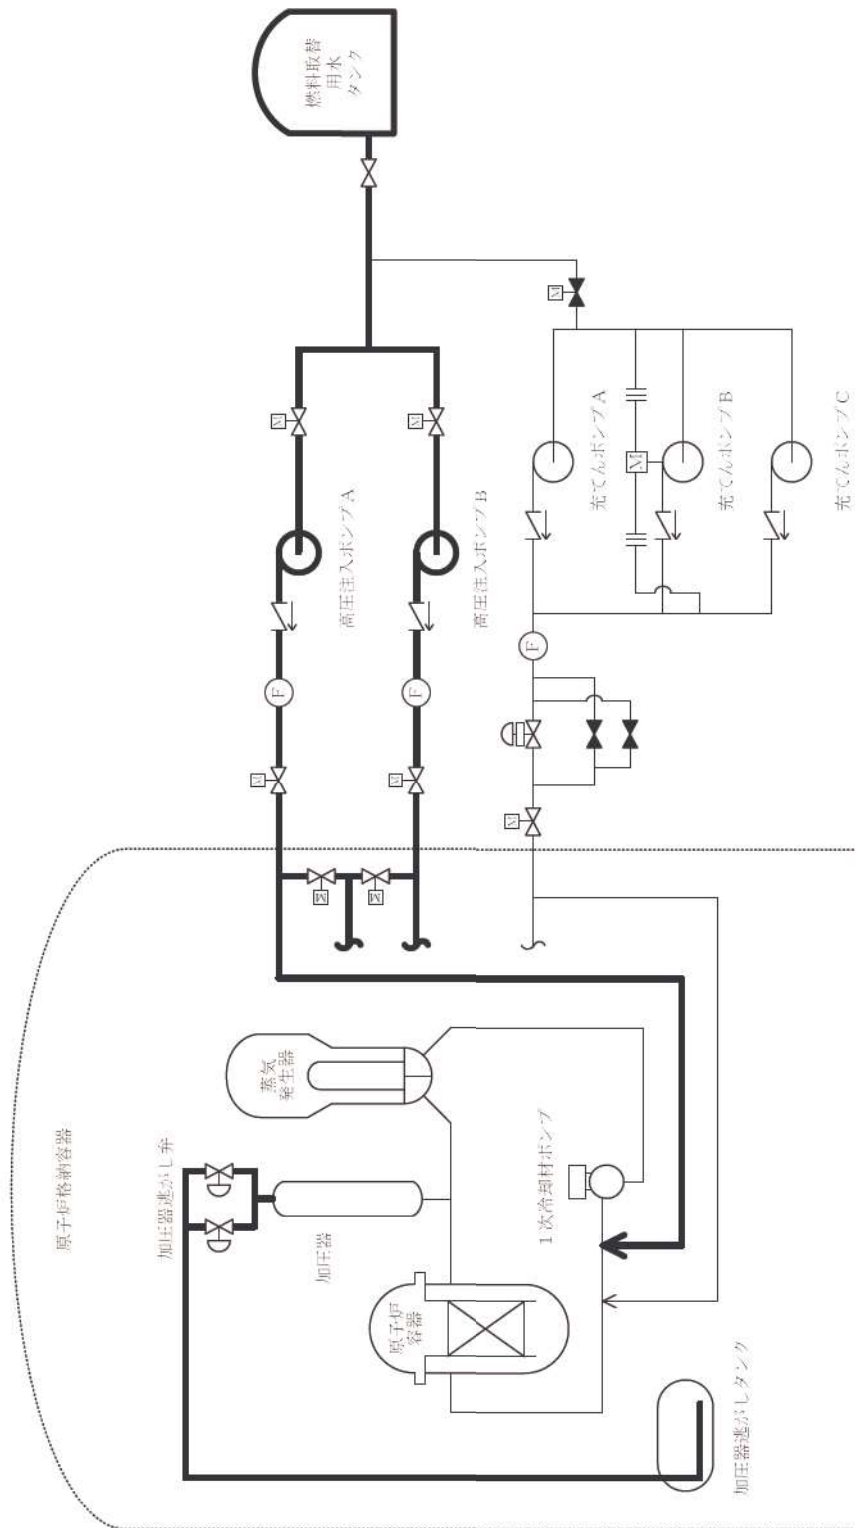 燃料取替
用水
タンク
M
M
M
充てんポンプA
M
充てんポンプB
充てんポンプC
高圧注入ポンプA
高圧注入ポンプB
F
F
F
M
M
M
M
M
原子炉格納容器
蒸気
発生器
加圧器逃がし弁
加圧器
1次冷却材ポンプ
原子炉
容器
加圧器逃がしタンク